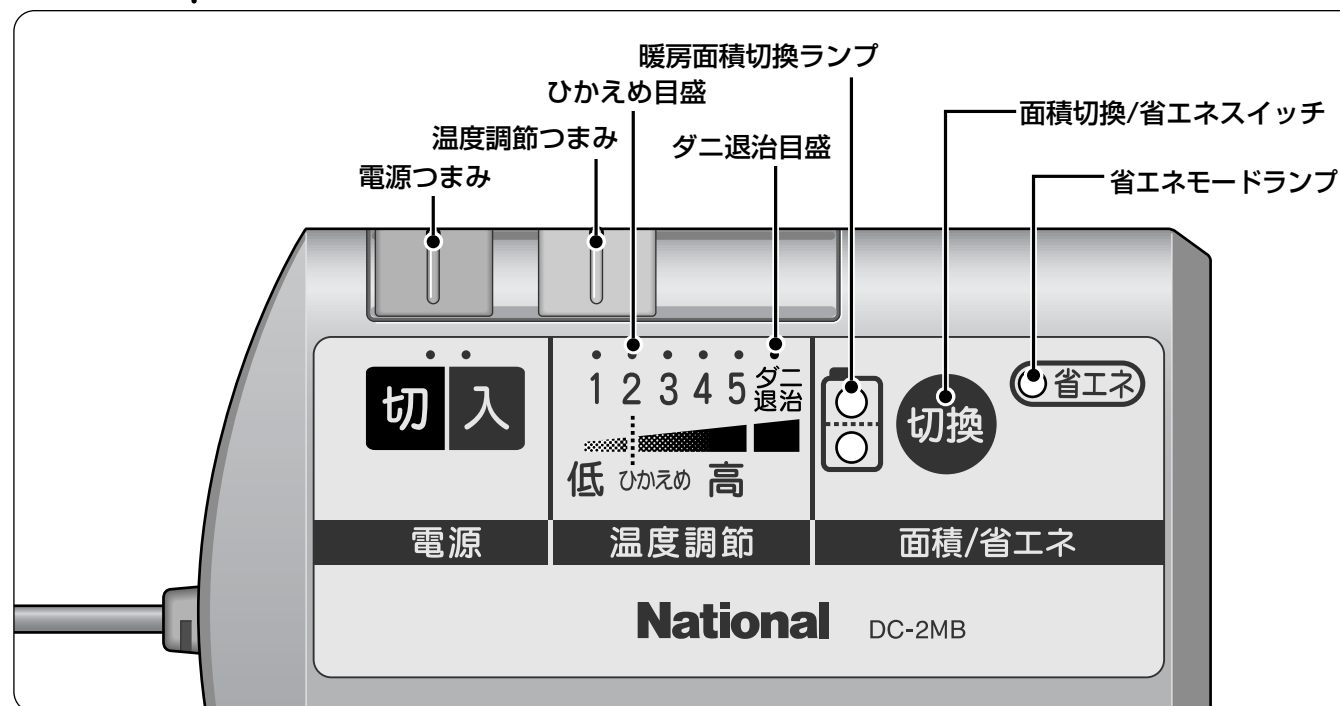 暖房面積切換ランプ
ひかえめ目盛
面積切換/省エネスイッチ
温度調節つまみ
ダニ退治目盛
電源つまみ
省エネモードランプ
切 入
1 2 3 4 5 ダニ退治
低 ひかえめ 高
切換
省エネ
電源
温度調節
面積/省エネ
National DC-2MB